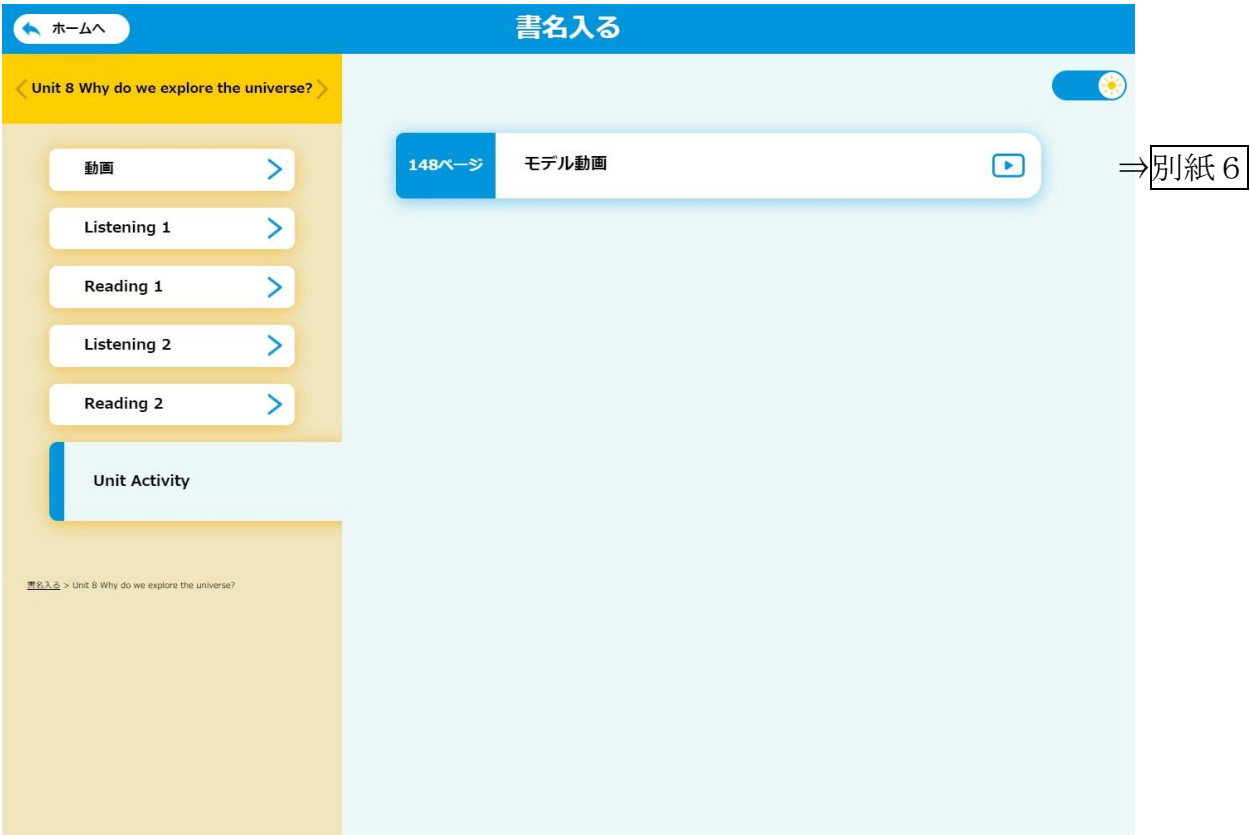 ホームへ
書名入る
Unit 8 Why do we explore the universe?
動画
Listening 1
Reading 1
Listening 2
Reading 2
Unit Activity
書名入る > Unit 8 Why do we explore the universe?
148ページ モデル動画
⇒別紙６